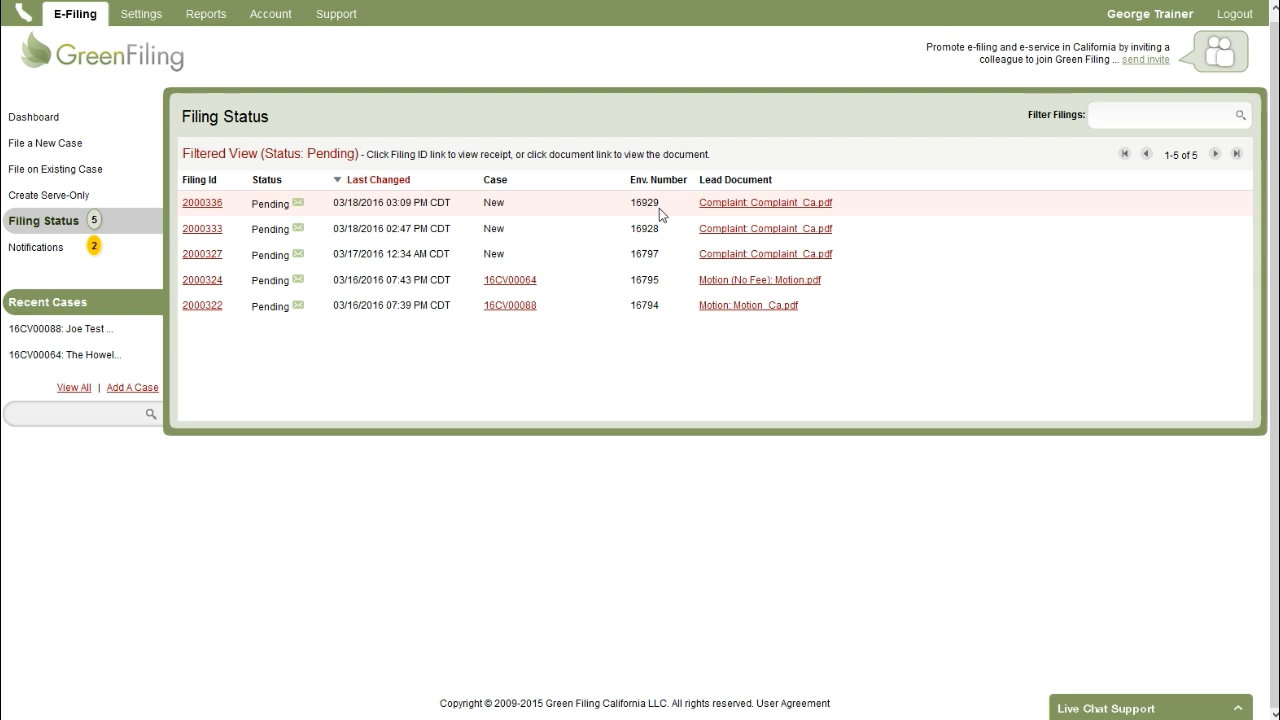 E-Filing Settings Reports Account Support George Trainer Logout
GreenFiling
Promote e-filing and e-service in California by inviting a
colleague to join Green Filing ... send invite
Dashboard
File a New Case
File on Existing Case
Create Serve-Only
Filing Status 5
Notifications 2
Recent Cases
16CV00088: Joe Test ...
16CV00064: The Howel...
View All | Add A Case
Filing Status
Filter Filings:
Filtered View (Status: Pending) - Click Filing ID link to view receipt, or click document link to view the document.
1-5 of 5
Filing Id Status Last Changed Case Env. Number Lead Document
2000336 Pending 03/18/2016 03:09 PM CDT New 16929 Complaint: Complaint_Ca.pdf
2000333 Pending 03/18/2016 02:47 PM CDT New 16928 Complaint: Complaint_Ca.pdf
2000327 Pending 03/17/2016 12:34 AM CDT New 16797 Complaint: Complaint_Ca.pdf
2000324 Pending 03/16/2016 07:43 PM CDT 16CV00064 16795 Motion (No Fee): Motion.pdf
2000322 Pending 03/16/2016 07:39 PM CDT 16CV00088 16794 Motion: Motion_Ca.pdf
Copyright © 2009-2015 Green Filing California LLC. All rights reserved. User Agreement
Live Chat Support